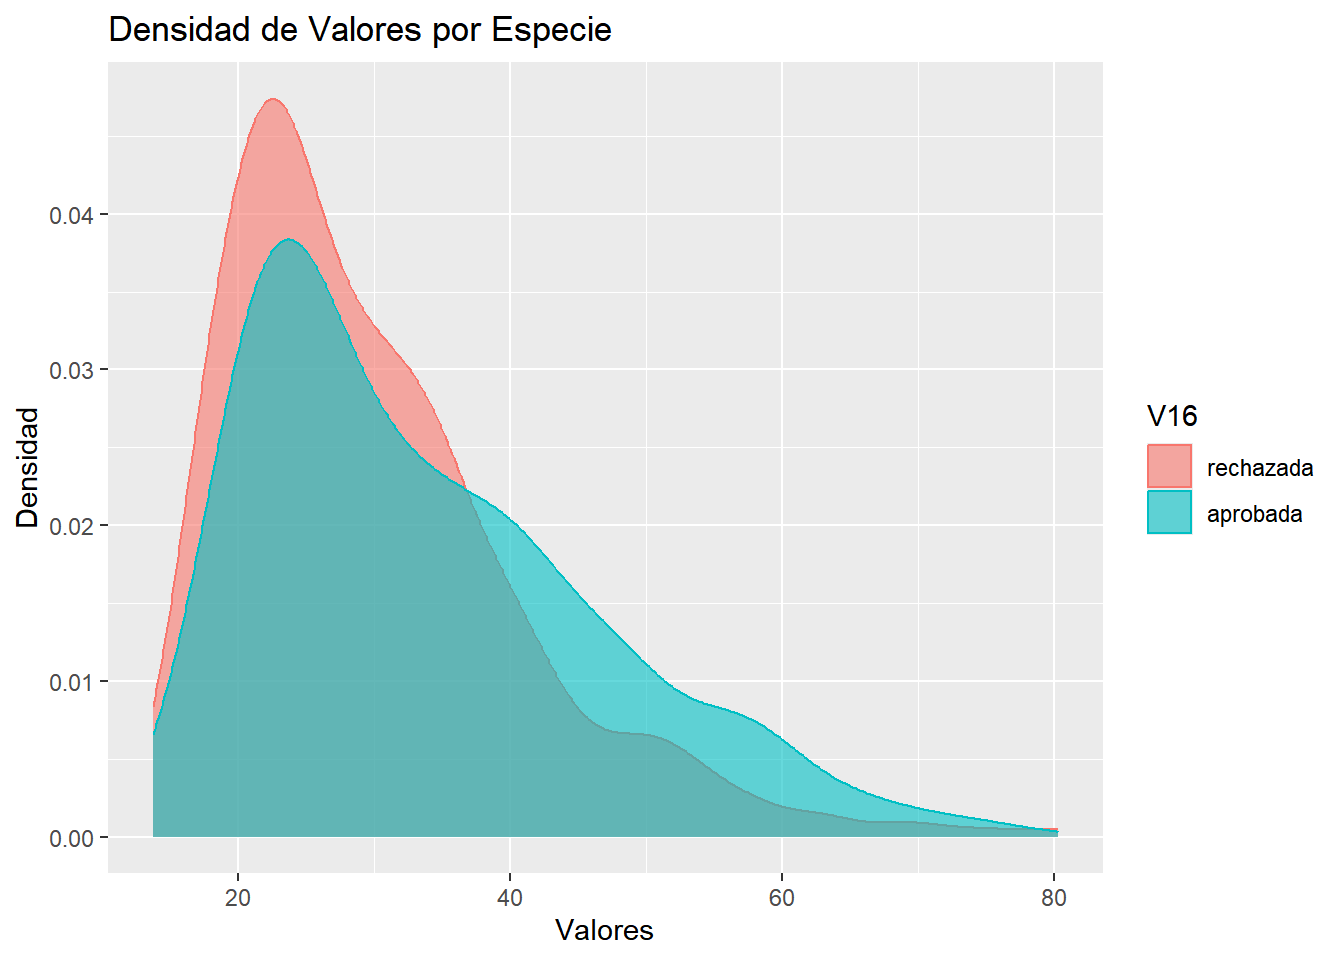 Densidad de Valores por Especie
Densidad
0.04
0.03
0.02
0.01
0.00
20 40 60 80
Valores
V16
rechazada
aprobada